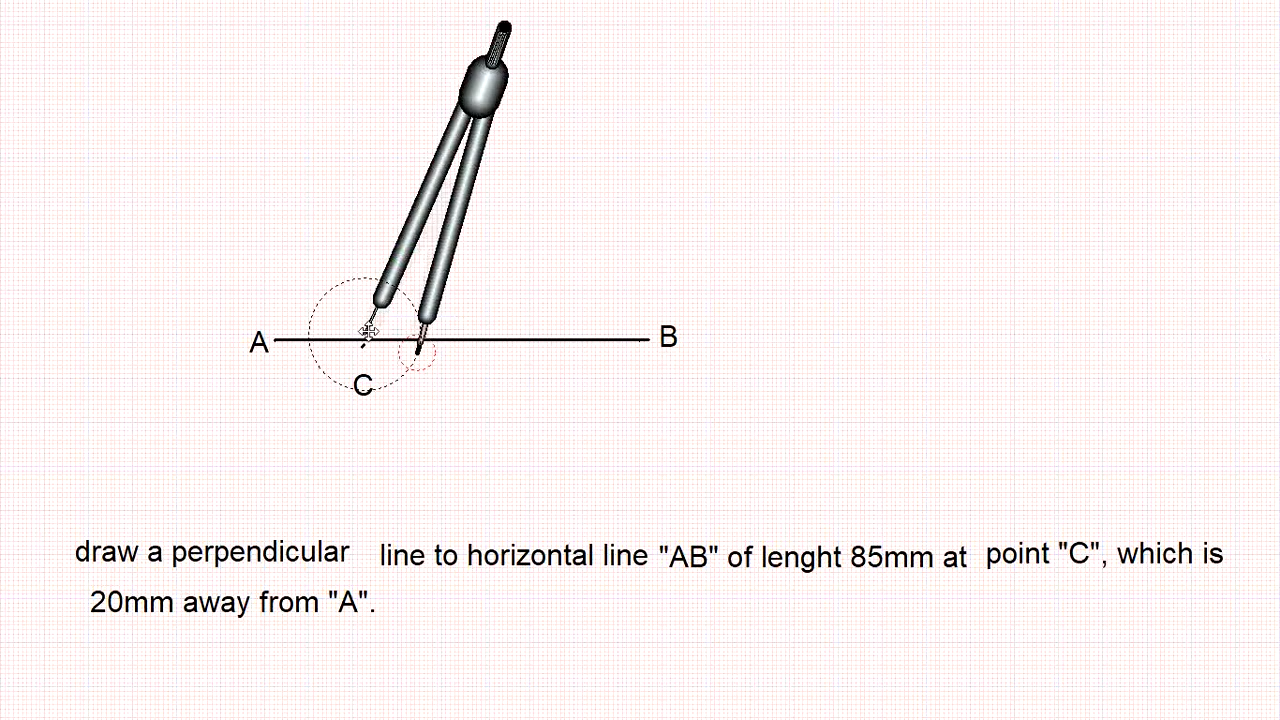 A
B
C
draw a perpendicular line to horizontal line "AB" of lenght 85mm at point "C", which is
20mm away from "A".